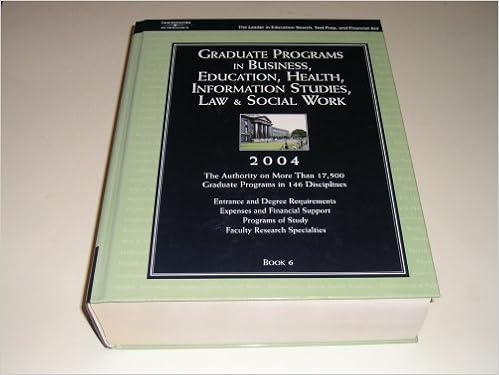 THOMSON
PETERSON'S
The Leader in Education Search, Test Prep, and Financial Aid
GRADUATE PROGRAMS
IN BUSINESS,
EDUCATION, HEALTH,
INFORMATION STUDIES,
LAW & SOCIAL WORK
2004
The Authority on More Than 17,500
Graduate Programs in 146 Disciplines
Entrance and Degree Requirements
Expenses and Financial Support
Programs of Study
Faculty Research Specialties
BOOK 6